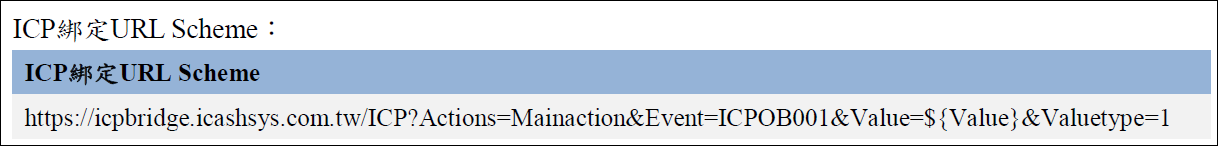 ICP綁定URL Scheme：
ICP綁定URL Scheme
https://icpbridge.icashsys.com.tw/ICP?Actions=Mainaction&Event=ICPOB001&Value=${Value}&Valuetype=1